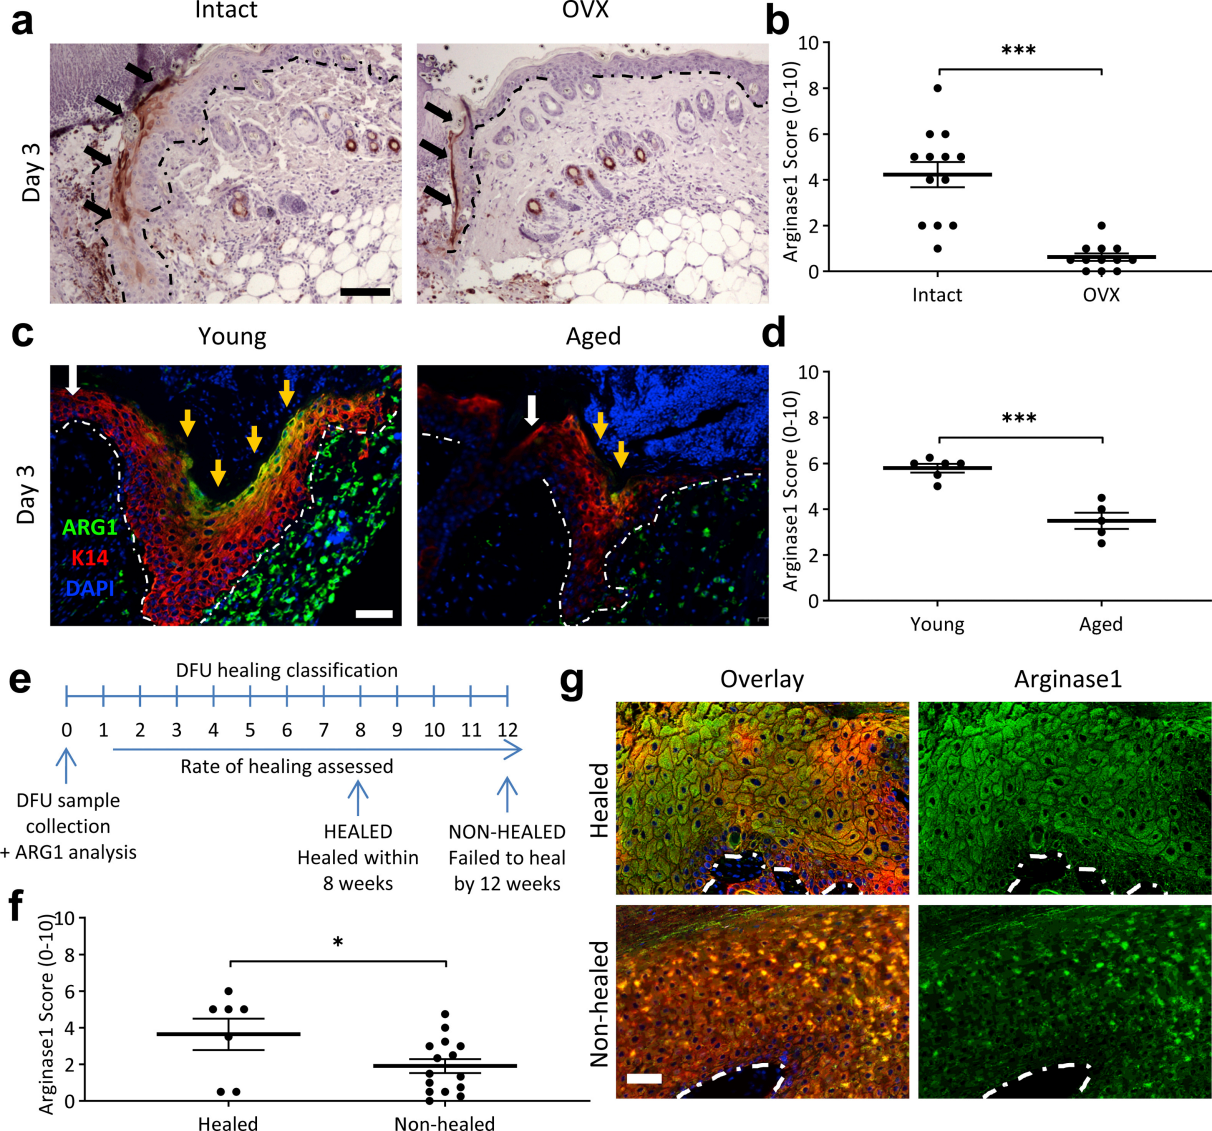 a
Intact
OVX
Day 3
b
***
Arginase1 Score (0-10)
10
8
6
4
2
0
Intact
OVX
c
Young
Aged
Day 3
ARG1
K14
DAPI
d
***
Arginase1 Score (0-10)
10
8
6
4
2
0
Young
Aged
e
DFU healing classification
0 1 2 3 4 5 6 7 8 9 10 11 12
Rate of healing assessed
DFU sample
collection
+ ARG1 analysis
HEALED
Healed within
8 weeks
NON-HEALED
Failed to heal
by 12 weeks
f
*
Arginase1 Score (0-10)
10
8
6
4
2
0
Healed
Non-healed
g
Overlay
Arginase1
Healed
Non-healed